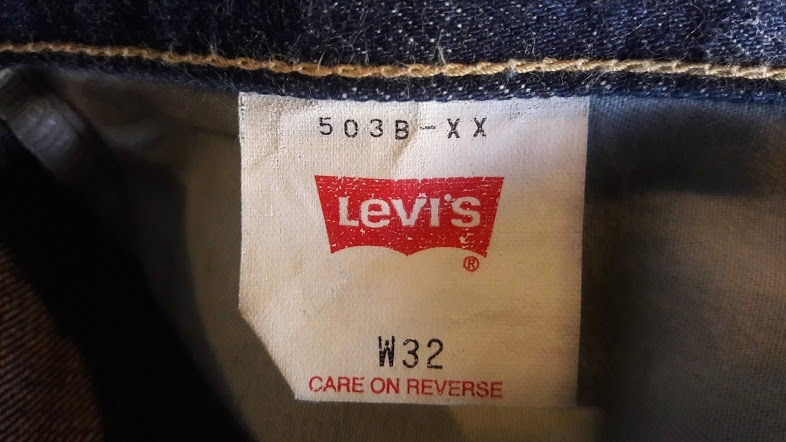 503B-XX
LEVI'S
®
W32
CARE ON REVERSE